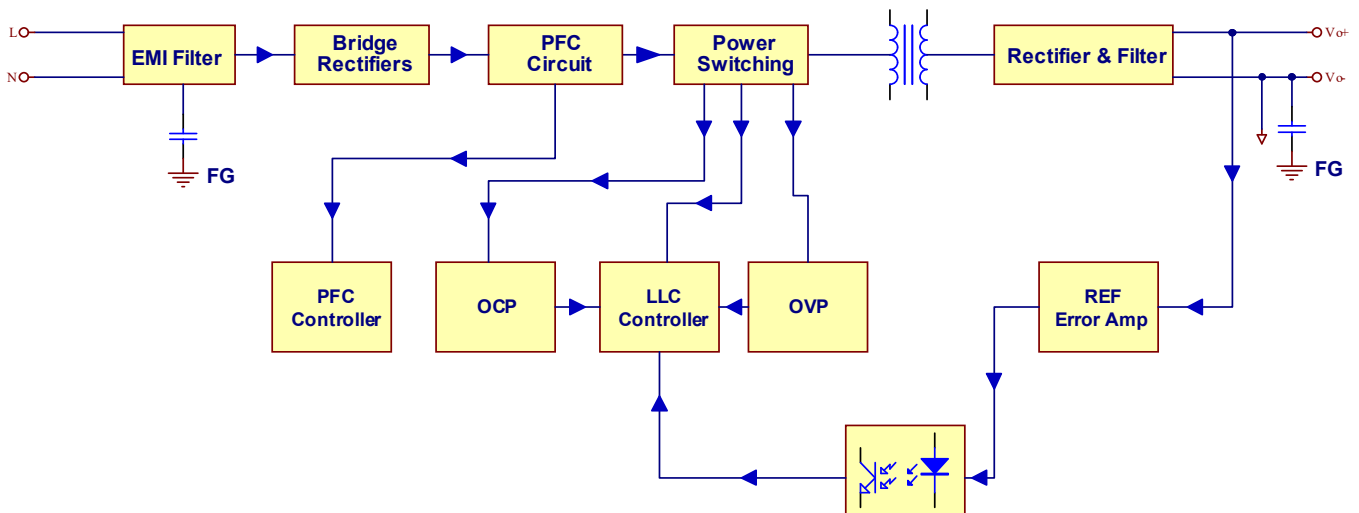 L
EMI Filter
Bridge
Rectifiers
PFC
Circuit
Power
Switching
Rectifier & Filter
Vo+
N
Vo-
FG
FG
PFC
Controller
OCP
LLC
Controller
OVP
REF
Error Amp